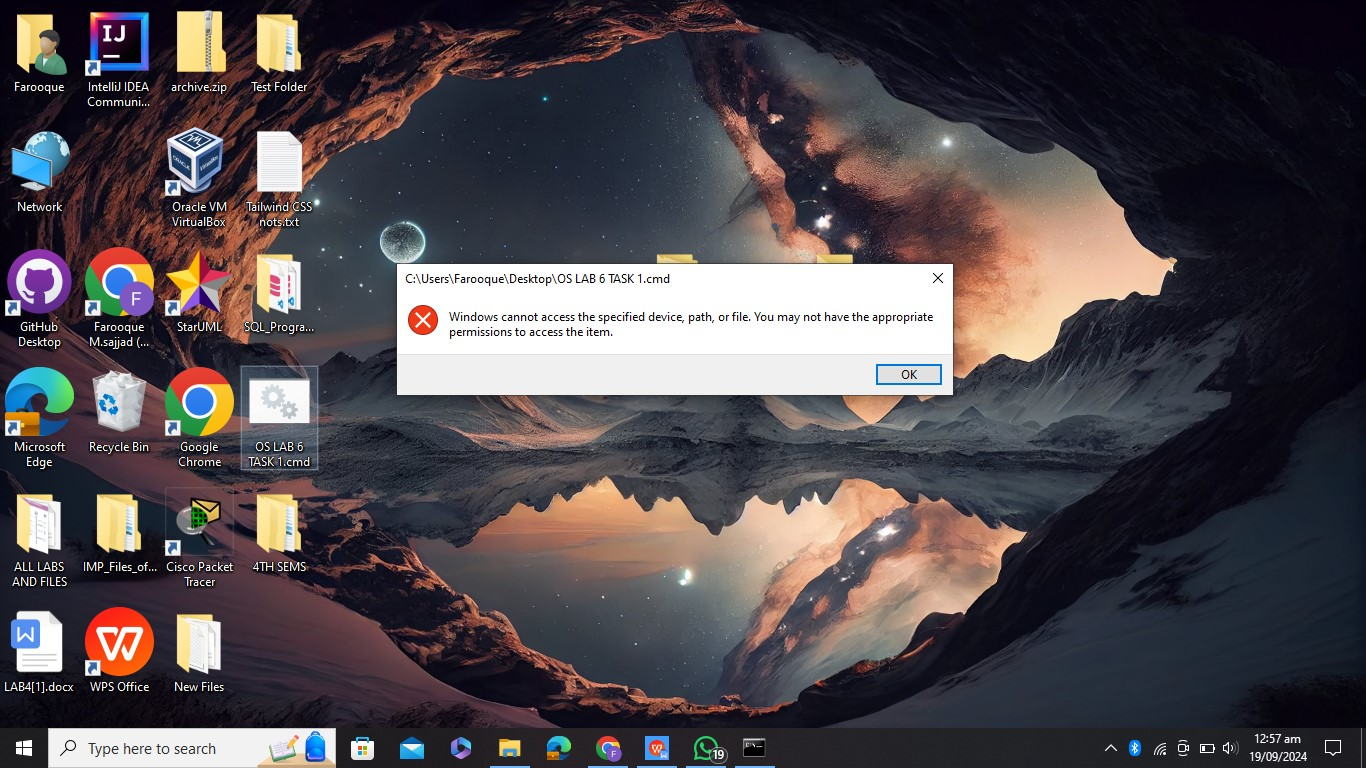 Farooque
IntelliJ IDEA
Communi...
archive.zip
Test Folder
Network
Oracle VM
VirtualBox
Tailwind CSS
nots.txt
GitHub
Desktop
Farooque
M.sajjad (...
StarUML
SQL_Progra...
Microsoft
Edge
Recycle Bin
Google
Chrome
OS LAB 6
TASK 1.cmd
ALL LABS
AND FILES
IMP_Files_of...
Cisco Packet
Tracer
4TH SEMS
LAB4[1].docx
WPS Office
New Files
IJ
F
W
C:\Users\Farooque\Desktop\OS LAB 6 TASK 1.cmd
Windows cannot access the specified device, path, or file. You may not have the appropriate
permissions to access the item.
OK
Type here to search
19
12:57 am
19/09/2024